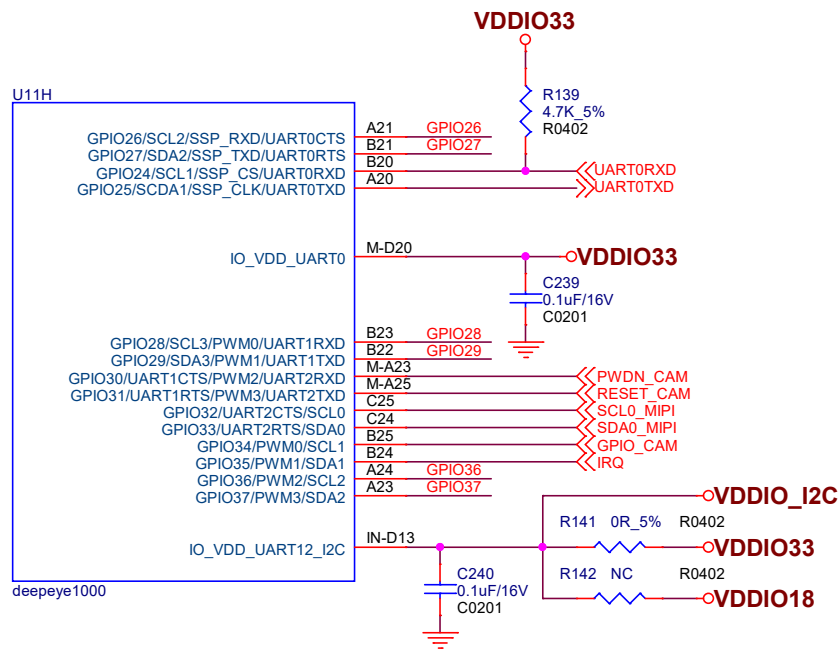 VDDIO33
U11H
R139
4.7K_5%
R0402
GPIO26/SCL2/SSP_RXD/UART0CTS A21 GPIO26
GPIO27/SDA2/SSP_TXD/UART0RTS B21 GPIO27
GPIO24/SCL1/SSP_CS/UART0RXD B20 UART0RXD
GPIO25/SCDA1/SSP_CLK/UART0TXD A20 UART0TXD
IO_VDD_UART0 M-D20 VDDIO33
C239
0.1uF/16V
C0201
GPIO28/SCL3/PWM0/UART1RXD B23 GPIO28
GPIO29/SDA3/PWM1/UART1TXD B22 GPIO29
GPIO30/UART1CTS/PWM2/UART2RXD M-A23 PWDN_CAM
GPIO31/UART1RTS/PWM3/UART2TXD M-A25 RESET_CAM
GPIO32/UART2CTS/SCL0 C25 SCL0_MIPI
GPIO33/UART2RTS/SDA0 C24 SDA0_MIPI
GPIO34/PWM0/SCL1 B25 GPIO_CAM
GPIO35/PWM1/SDA1 B24 IRQ
GPIO36/PWM2/SCL2 A24 GPIO36
GPIO37/PWM3/SDA2 A23 GPIO37
VDDIO_I2C
R141 0R_5% R0402
IO_VDD_UART12_I2C IN-D13 VDDIO33
R142 NC R0402
C240
0.1uF/16V
C0201
VDDIO18
deepeye1000